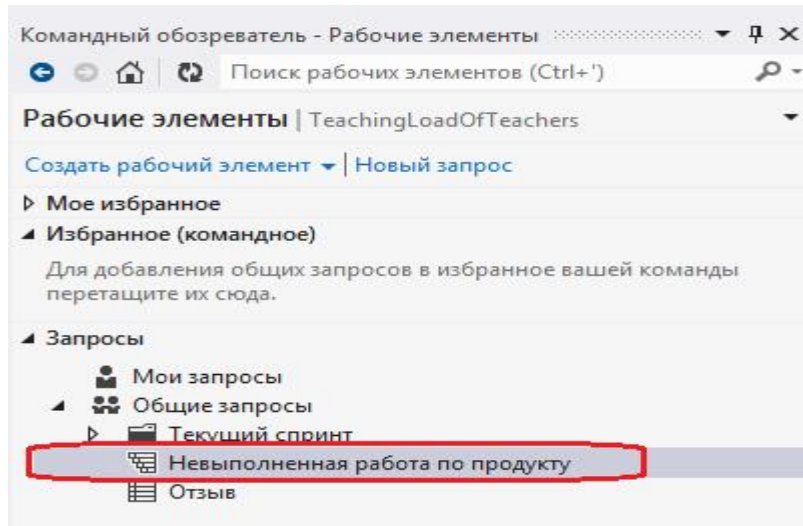 Командный обозреватель - Рабочие элементы
Поиск рабочих элементов (Ctrl+')
Рабочие элементы | TeachingLoadOfTeachers
Создать рабочий элемент | Новый запрос
Мое избранное
Избранное (командное)
Для добавления общих запросов в избранное вашей команды
перетащите их сюда.
Запросы
Мои запросы
Общие запросы
Текущий спринт
Невыполненная работа по продукту
Отзыв